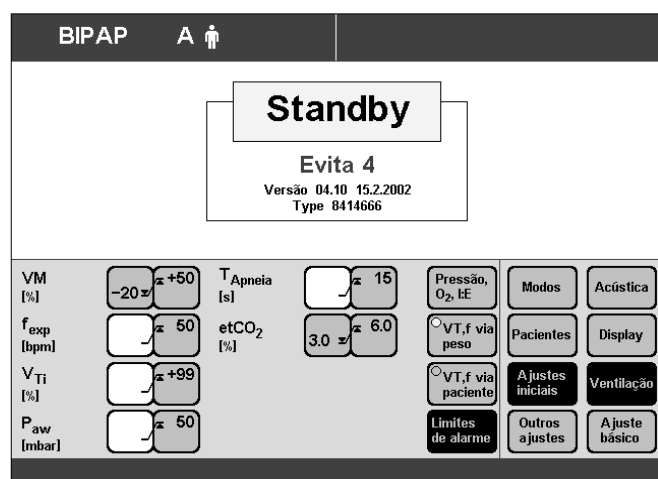 BIPAP A
Standby
Evita 4
Versão 04.10 15.2.2002
Type 8414666
VM
[%]
-20
+50
TApneia
[s]
15
Pressão,
O2, I:E
Modos
Acústica
fexp
[bpm]
50
etCO2
[%]
3.0
6.0
VT,f via
peso
Pacientes
Display
VTi
[%]
+99
VT,f via
paciente
Ajustes
iniciais
Ventilação
Paw
[mbar]
50
Limites
de alarme
Outros
ajustes
Ajuste
básico